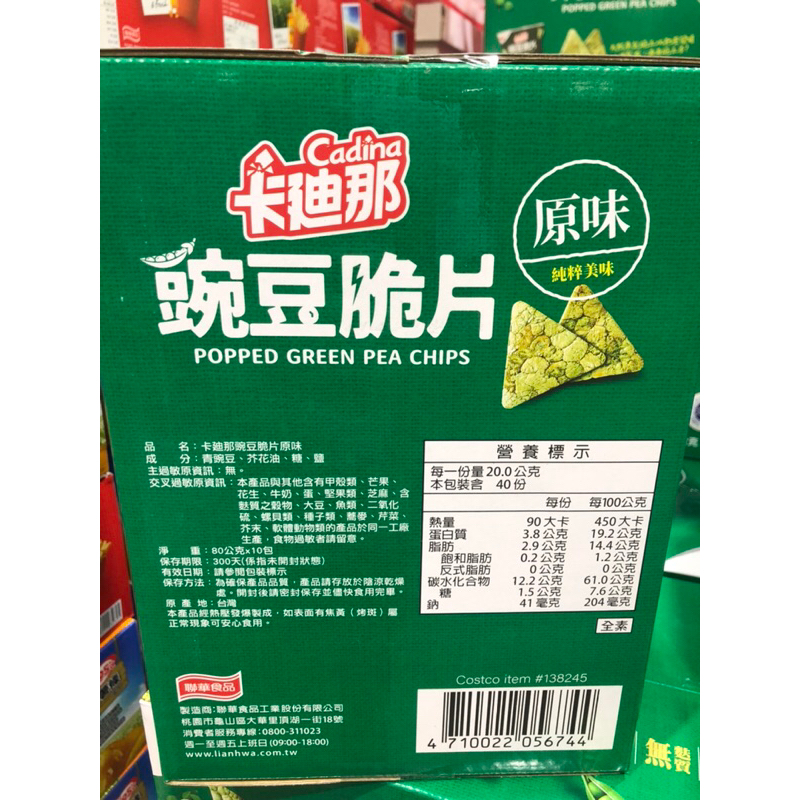 POPPED GREEN PEA CHIPS
Cadina
卡廸那
豌豆脆片
POPPED GREEN PEA CHIPS
原味
純粹美味
品 名：卡廸那豌豆脆片原味
成 分：青豌豆、芥花油、糖、鹽
主過敏原資訊：無。
交叉過敏原資訊：本產品與其他含有甲殼類、芒果、
花生、牛奶、蛋、堅果類、芝麻、含
麩質之穀物、大豆、魚類、二氧化
硫、螺貝類、種子類、蕎麥、芹菜、
芥末、軟體動物類的產品於同一工廠
生產，食物過敏者請留意。
淨 重：80公克x10包
保存期限：300天(係指未開封狀態)
有效日期：請參閱包裝標示
保存方法：為確保產品品質，產品請存放於陰涼乾燥
處。開封後請密封保存並儘快食用完畢。
原 產 地：台灣
本產品經熱壓發爆製成，如表面有焦黃（烤斑）屬
正常現象可安心食用。
營養標示
每一份量20.0公克
本包裝含 40份
每份 每100公克
熱量 90大卡 450大卡
蛋白質 3.8公克 19.2公克
脂肪 2.9公克 14.4公克
飽和脂肪 0.2公克 1.2公克
反式脂肪 0公克 0公克
碳水化合物 12.2公克 61.0公克
糖 1.5公克 7.6公克
鈉 41毫克 204毫克
全素
聯華食品
製造商:聯華食品工業股份有限公司
桃園市龜山區大華里頂湖一街18號
消費者服務專線：0800-311023
週一至週五上班日(09:00-18:00)
www.lianhwa.com.tw
Costco item #138245
4 710022 056744
無麩質